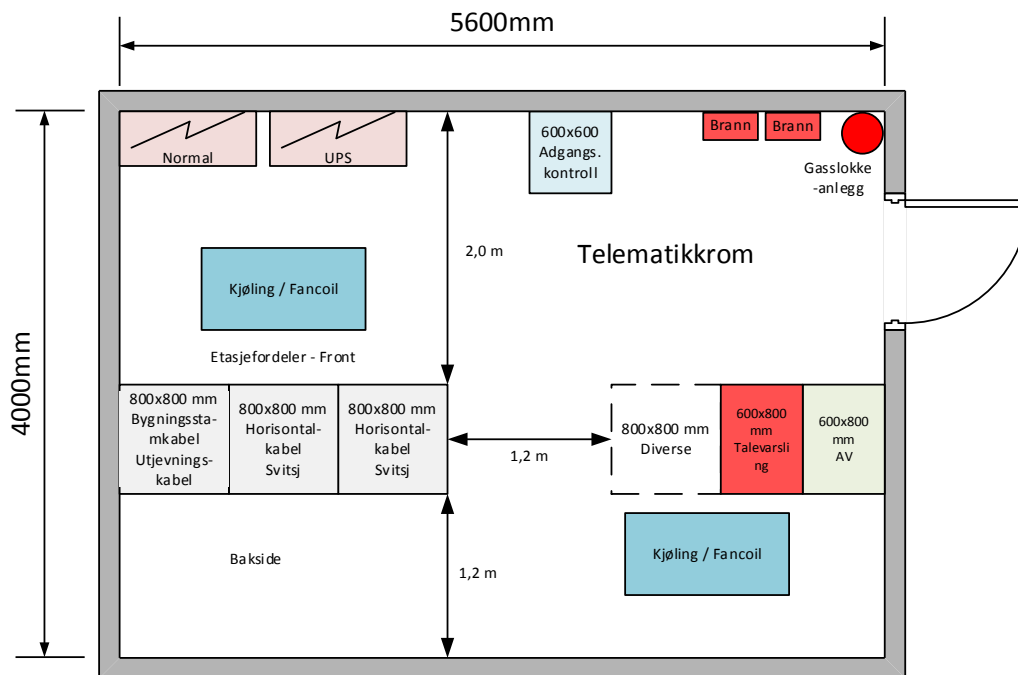 5600mm
4000mm
Normal
UPS
600x600
Adgangs.
kontroll
Brann
Brann
Gasslokke
-anlegg
2,0 m
Telematikkrom
Kjøling / Fancoil
Etasjefordeler - Front
800x800 mm
Bygningssta-
mkabel
Utjevnings-
kabel
800x800 mm
Horisontal-
kabel
Svitsj
800x800 mm
Horisontal-
kabel
Svitsj
1,2 m
800x800 mm
Diverse
600x800
mm
Talevarsli
ng
600x800
mm
AV
Bakside
1,2 m
Kjøling / Fancoil